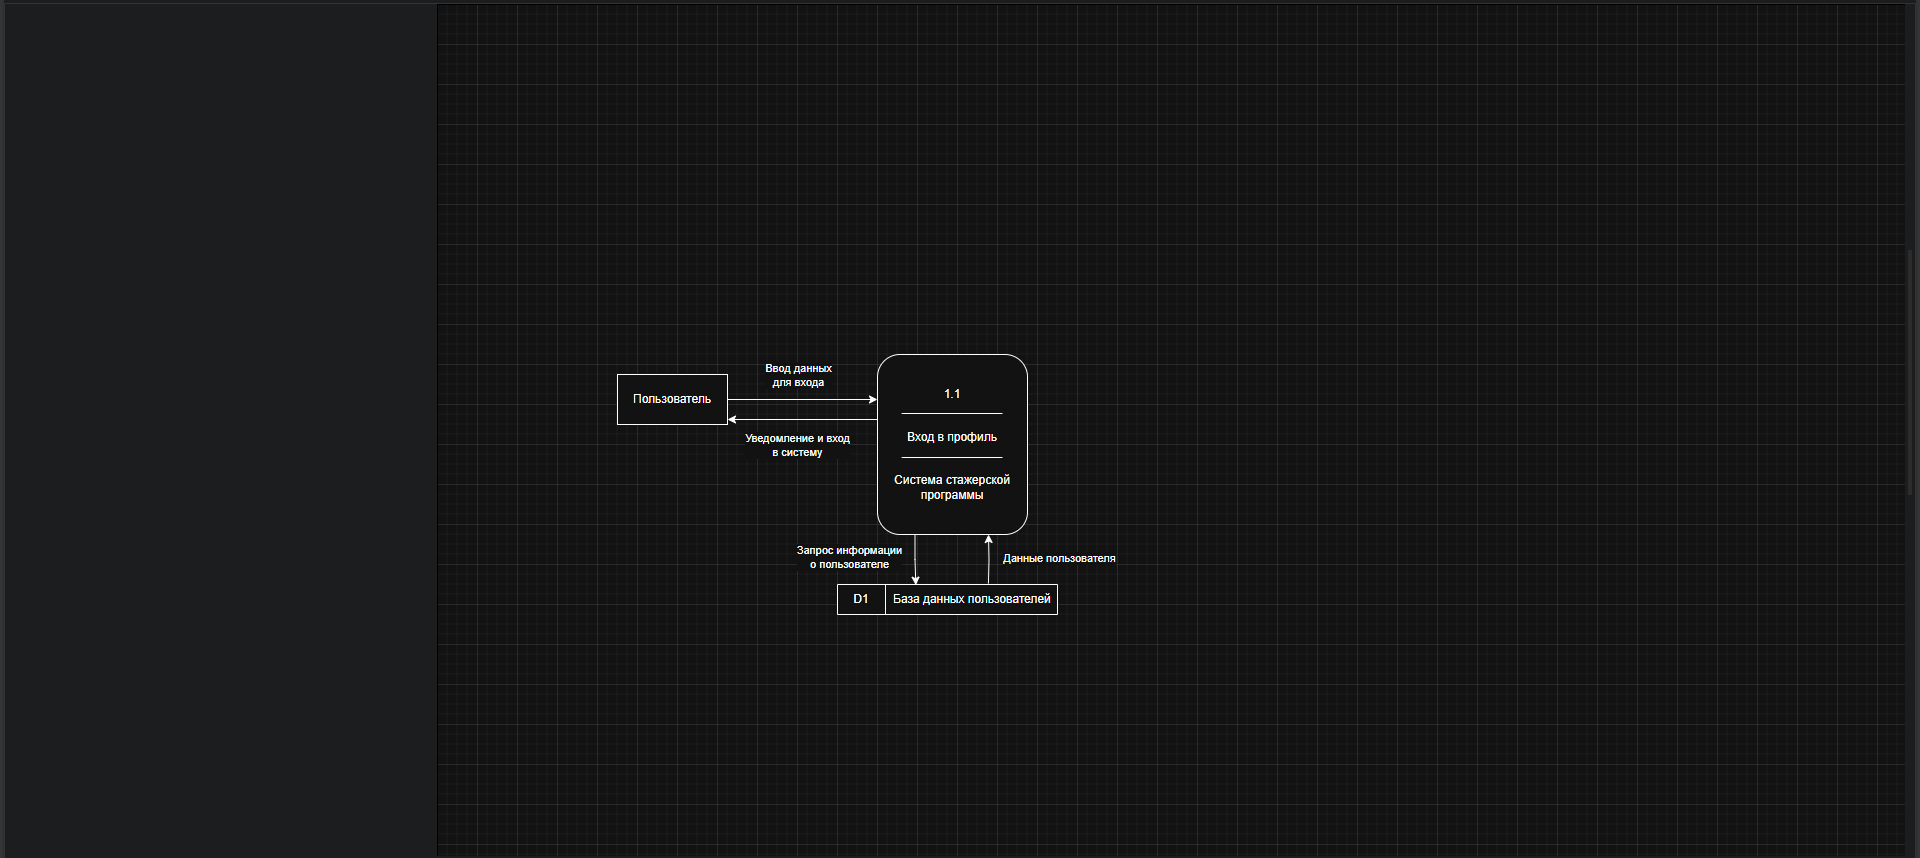 Ввод данных
для входа
Пользователь
Уведомление и вход
в систему
1.1
Вход в профиль
Система стажерской
программы
Запрос информации
о пользователе
Данные пользователя
D1
База данных пользователей